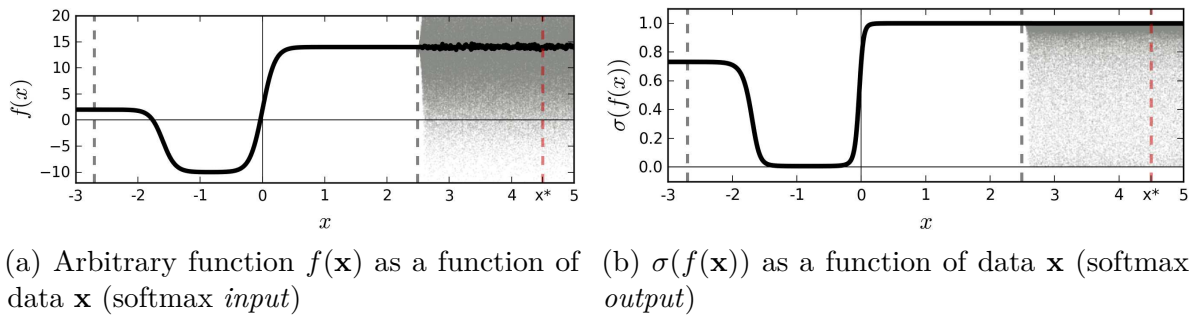 20
15
10
5
0
−5
−10
f(x)
-3 -2 -1 0 1 2 3 4 x* 5
x
1.0
0.8
0.6
0.4
0.2
0.0
σ(f(x))
-3 -2 -1 0 1 2 3 4 x* 5
x
(a) Arbitrary function f(x) as a function of
data x (softmax input)
(b) σ(f(x)) as a function of data x (softmax
output)